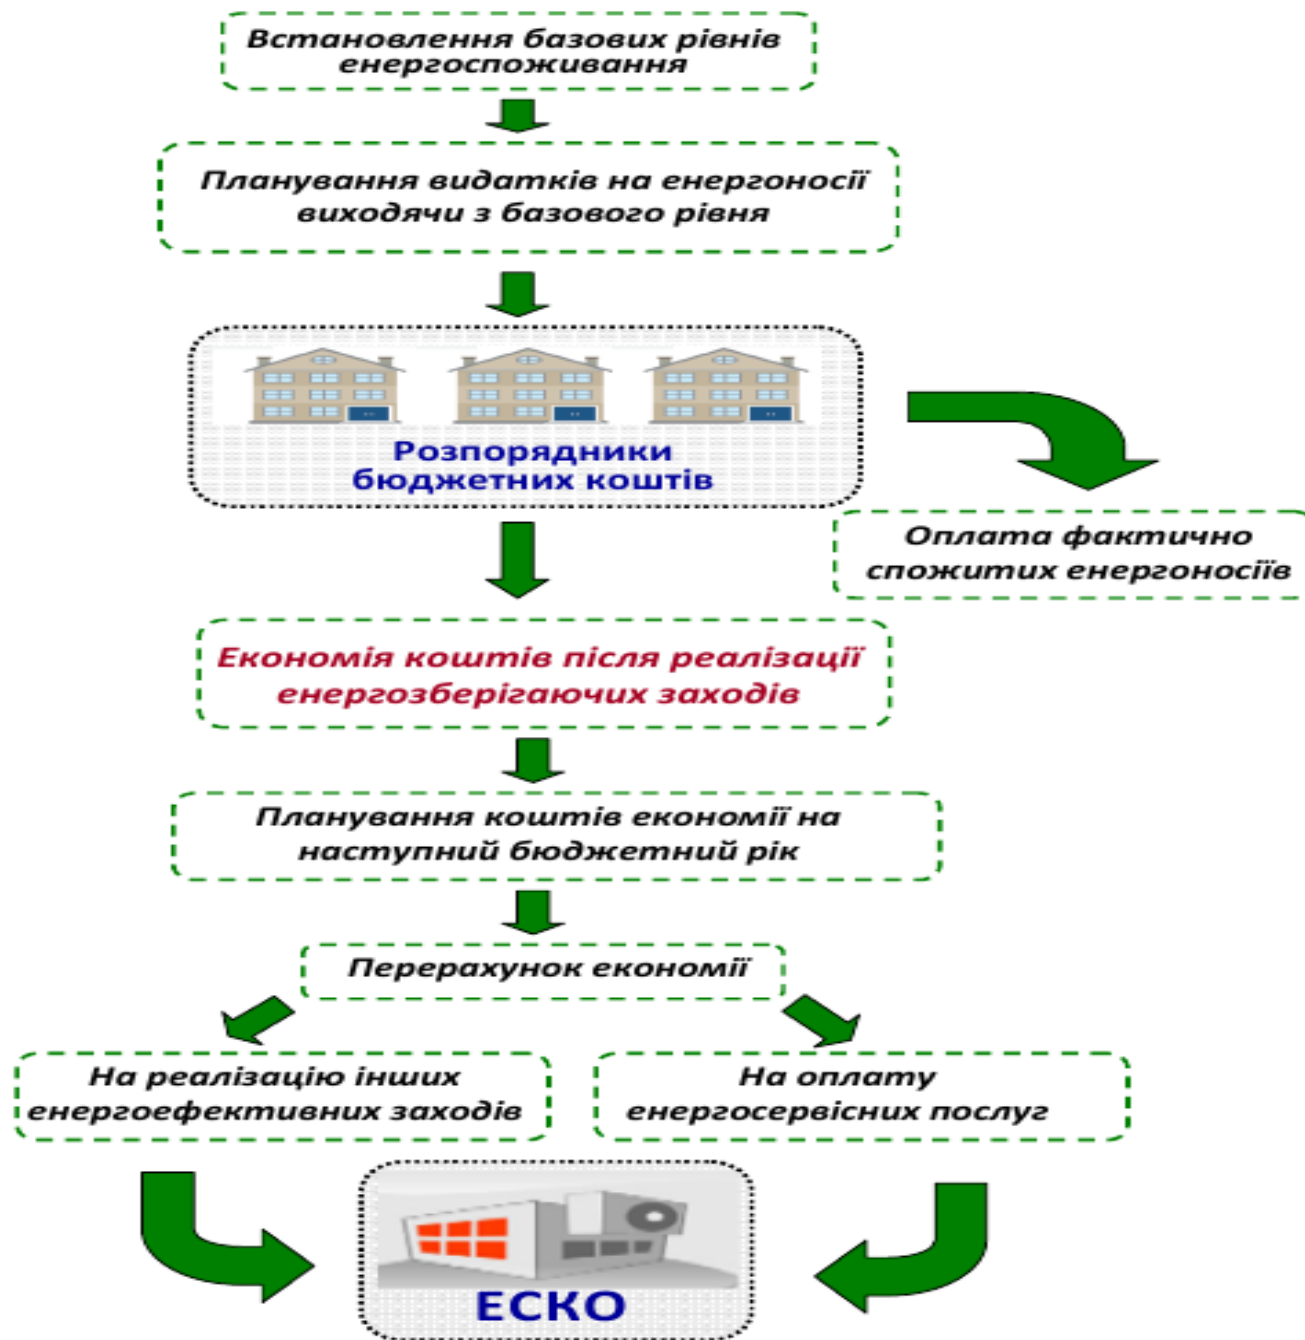 Встановлення базових рівнів
енергоспоживання
Планування видатків на енергоносії
виходячи з базового рівня
Розпорядники
бюджетних коштів
Оплата фактично
спожитих енергоносіїв
Економія коштів після реалізації
енергозберігаючих заходів
Планування коштів економії на
наступний бюджетний рік
Перерахунок економії
На реалізацію інших
енергоефективних заходів
На оплату
енергосервісних послуг
ЕСКО